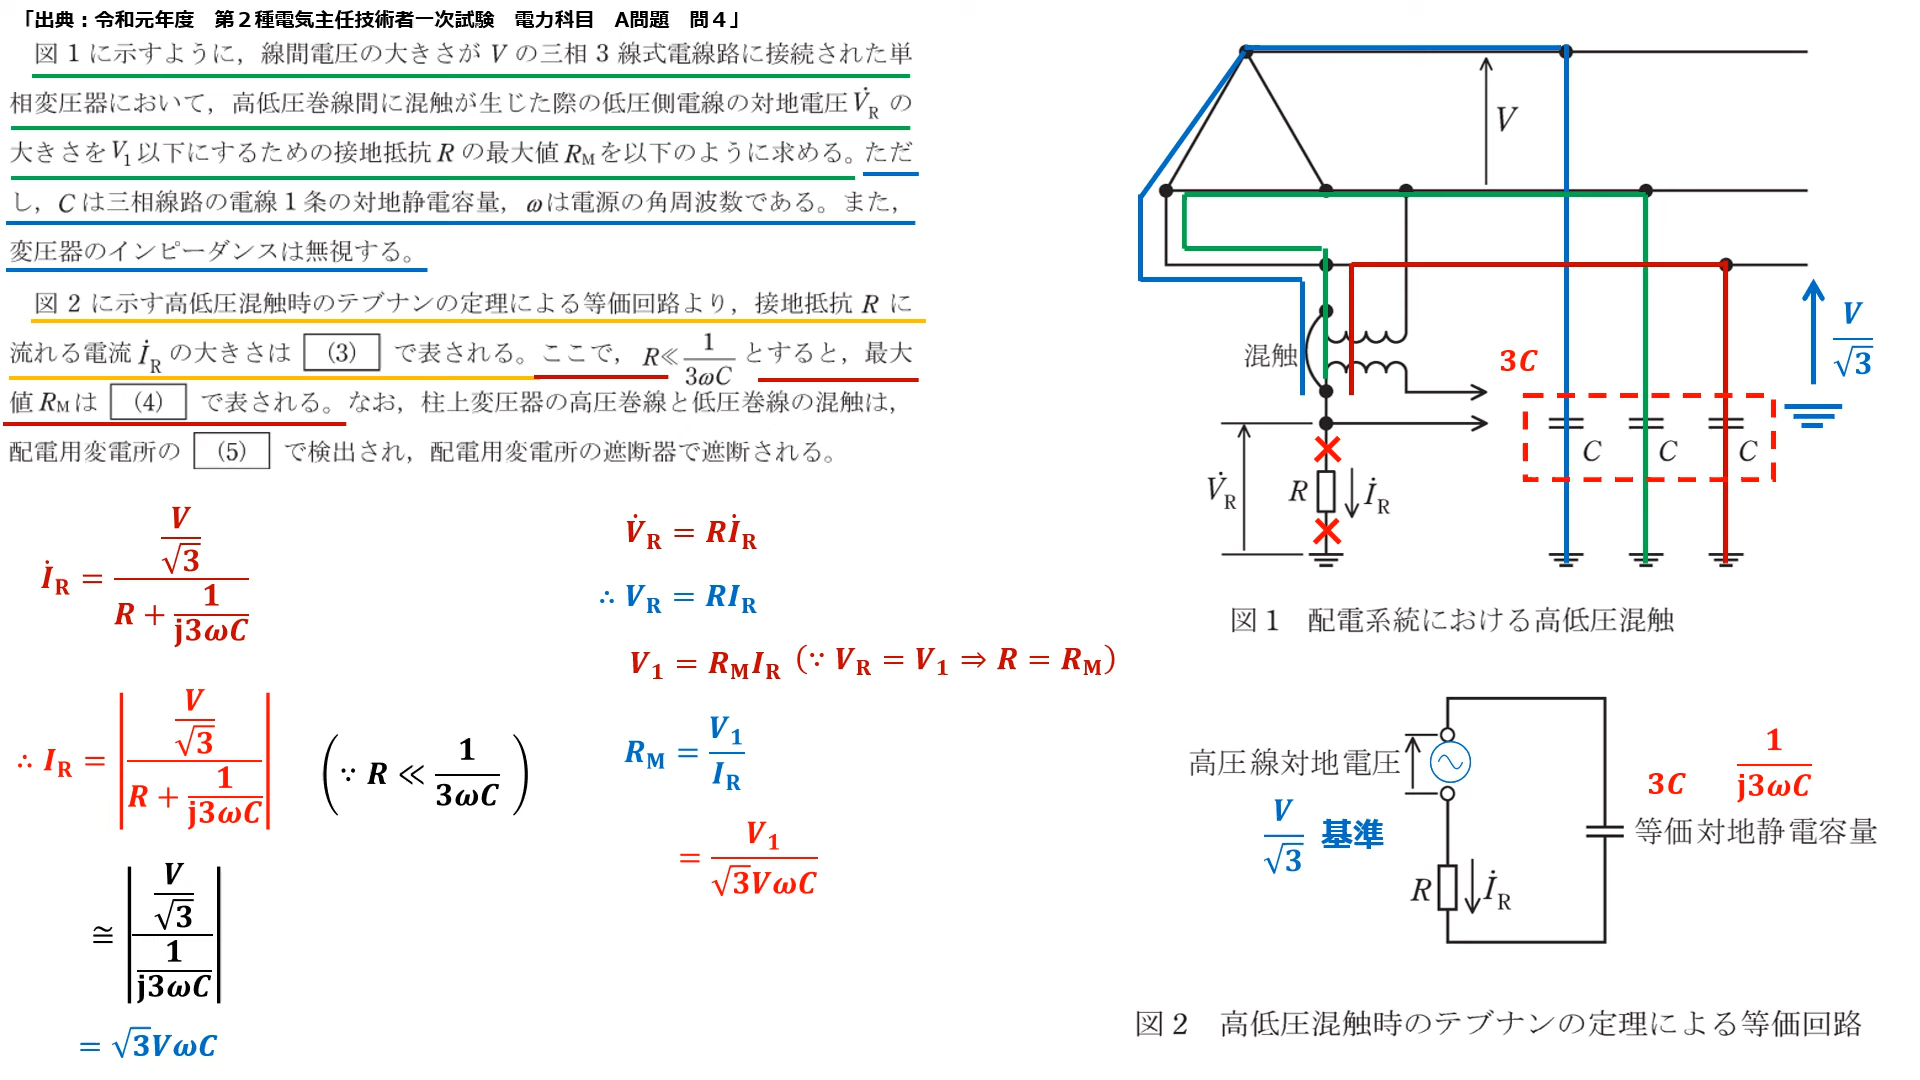 「出典：令和元年度　第２種電気主任技術者一次試験　電力科目　A問題　問４」
図 1 に示すように，線間電圧の大きさが V の三相 3 線式電線路に接続された単
相変圧器において，高低圧巻線間に混触が生じた際の低圧側電線の対地電圧 V̇R の
大きさを V1 以下にするための接地抵抗 R の最大値 RM を以下のように求める。ただ
し，C は三相線路の電線 1 条の対地静電容量，ω は電源の角周波数である。また，
変圧器のインピーダンスは無視する。
図 2 に示す高低圧混触時のテブナンの定理による等価回路より，接地抵抗 R に
流れる電流 İR の大きさは (3) で表される。ここで，R≪ 1/3ωC とすると，最大
値 RM は (4) で表される。なお，柱上変圧器の高圧巻線と低圧巻線の混触は，
配電用変電所の (5) で検出され，配電用変電所の遮断器で遮断される。
İR = (V/√3)/(R + 1/j3ωC)
∴ IR = |(V/√3)/(R + 1/j3ωC)| (∵ R ≪ 1/3ωC)
≅ |(V/√3)/(1/j3ωC)|
= √3VωC
V̇R = RİR
∴ VR = RIR
V1 = RMIR (∵ VR = V1 ⇒ R = RM)
RM = V1/IR
= V1/√3VωC
V
V/√3
混触
3C
C
C
C
V̇R
R
İR
図 1　配電系統における高低圧混触
高圧線対地電圧
V/√3 基準
3C
1/j3ωC
等価対地静電容量
R
İR
図 2　高低圧混触時のテブナンの定理による等価回路